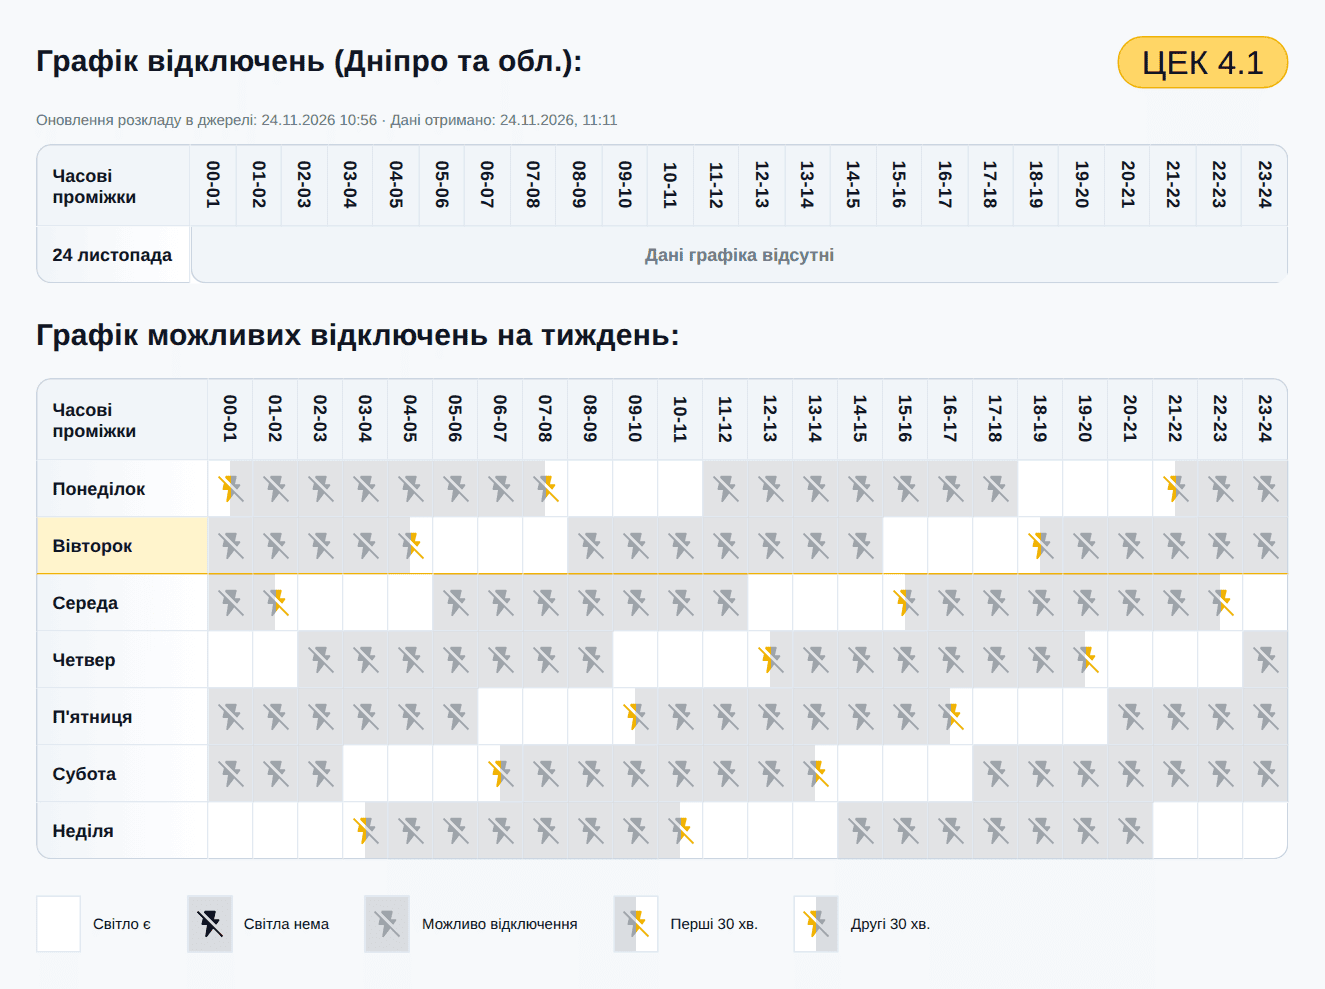 Графік відключень (Дніпро та обл.):
ЦЕК 4.1
Оновлення розкладу в джерелі: 24.11.2026 10:56 · Дані отримано: 24.11.2026, 11:11
Часові
проміжки
00-01 01-02 02-03 03-04 04-05 05-06 06-07 07-08 08-09 09-10 10-11 11-12 12-13 13-14 14-15 15-16 16-17 17-18 18-19 19-20 20-21 21-22 22-23 23-24
24 листопада Дані графіка відсутні
Графік можливих відключень на тиждень:
Часові
проміжки
00-01 01-02 02-03 03-04 04-05 05-06 06-07 07-08 08-09 09-10 10-11 11-12 12-13 13-14 14-15 15-16 16-17 17-18 18-19 19-20 20-21 21-22 22-23 23-24
Понеділок
Вівторок
Середа
Четвер
П'ятниця
Субота
Неділя
Світло є Світла нема Можливо відключення Перші 30 хв. Другі 30 хв.